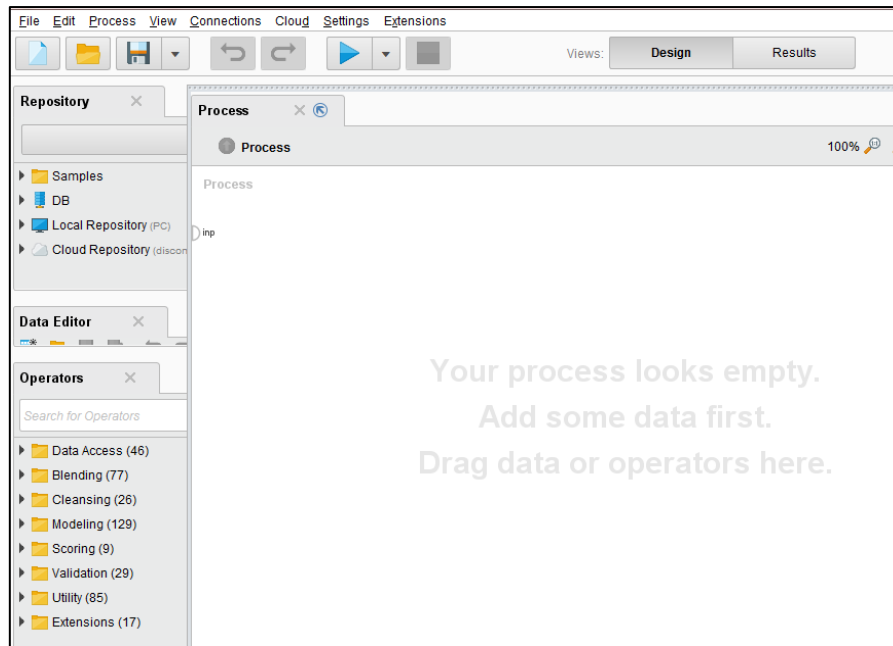 File Edit Process View Connections Cloud Settings Extensions
Views: Design Results
Repository
Process
Process
100%
Process
Samples
DB
Local Repository (PC)
Cloud Repository (discon
inp
Data Editor
Operators
Search for Operators
Data Access (46)
Blending (77)
Cleansing (26)
Modeling (129)
Scoring (9)
Validation (29)
Utility (85)
Extensions (17)
Your process looks empty.
Add some data first.
Drag data or operators here.